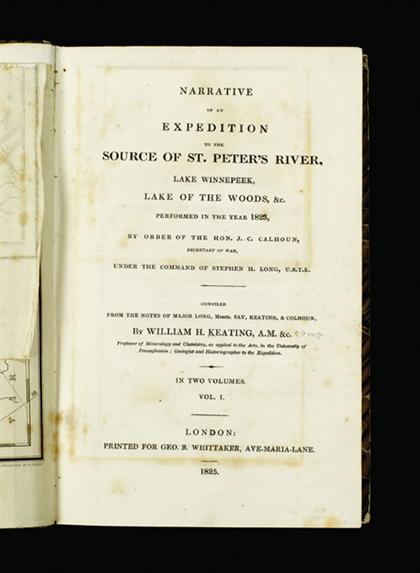 NARRATIVE
OF AN
EXPEDITION
TO THE
SOURCE OF ST. PETER'S RIVER,
LAKE WINNEPEEK,
LAKE OF THE WOODS, &c.
PERFORMED IN THE YEAR 1823,
BY ORDER OF THE HON. J. C. CALHOUN,
SECRETARY OF WAR,
UNDER THE COMMAND OF STEPHEN H. LONG, U.S.T.E.
COMPILED
FROM THE NOTES OF MAJOR LONG, Messrs. SAY, KEATING, & COLHOUN,
By WILLIAM H. KEATING, A.M. &c.
Professor of Mineralogy and Chemistry, as applied to the Arts, in the University of
Pennsylvania; Geologist and Historiographer to the Expedition.
IN TWO VOLUMES.
VOL. I.
LONDON:
PRINTED FOR GEO. B. WHITTAKER, AVE-MARIA-LANE.
1825.